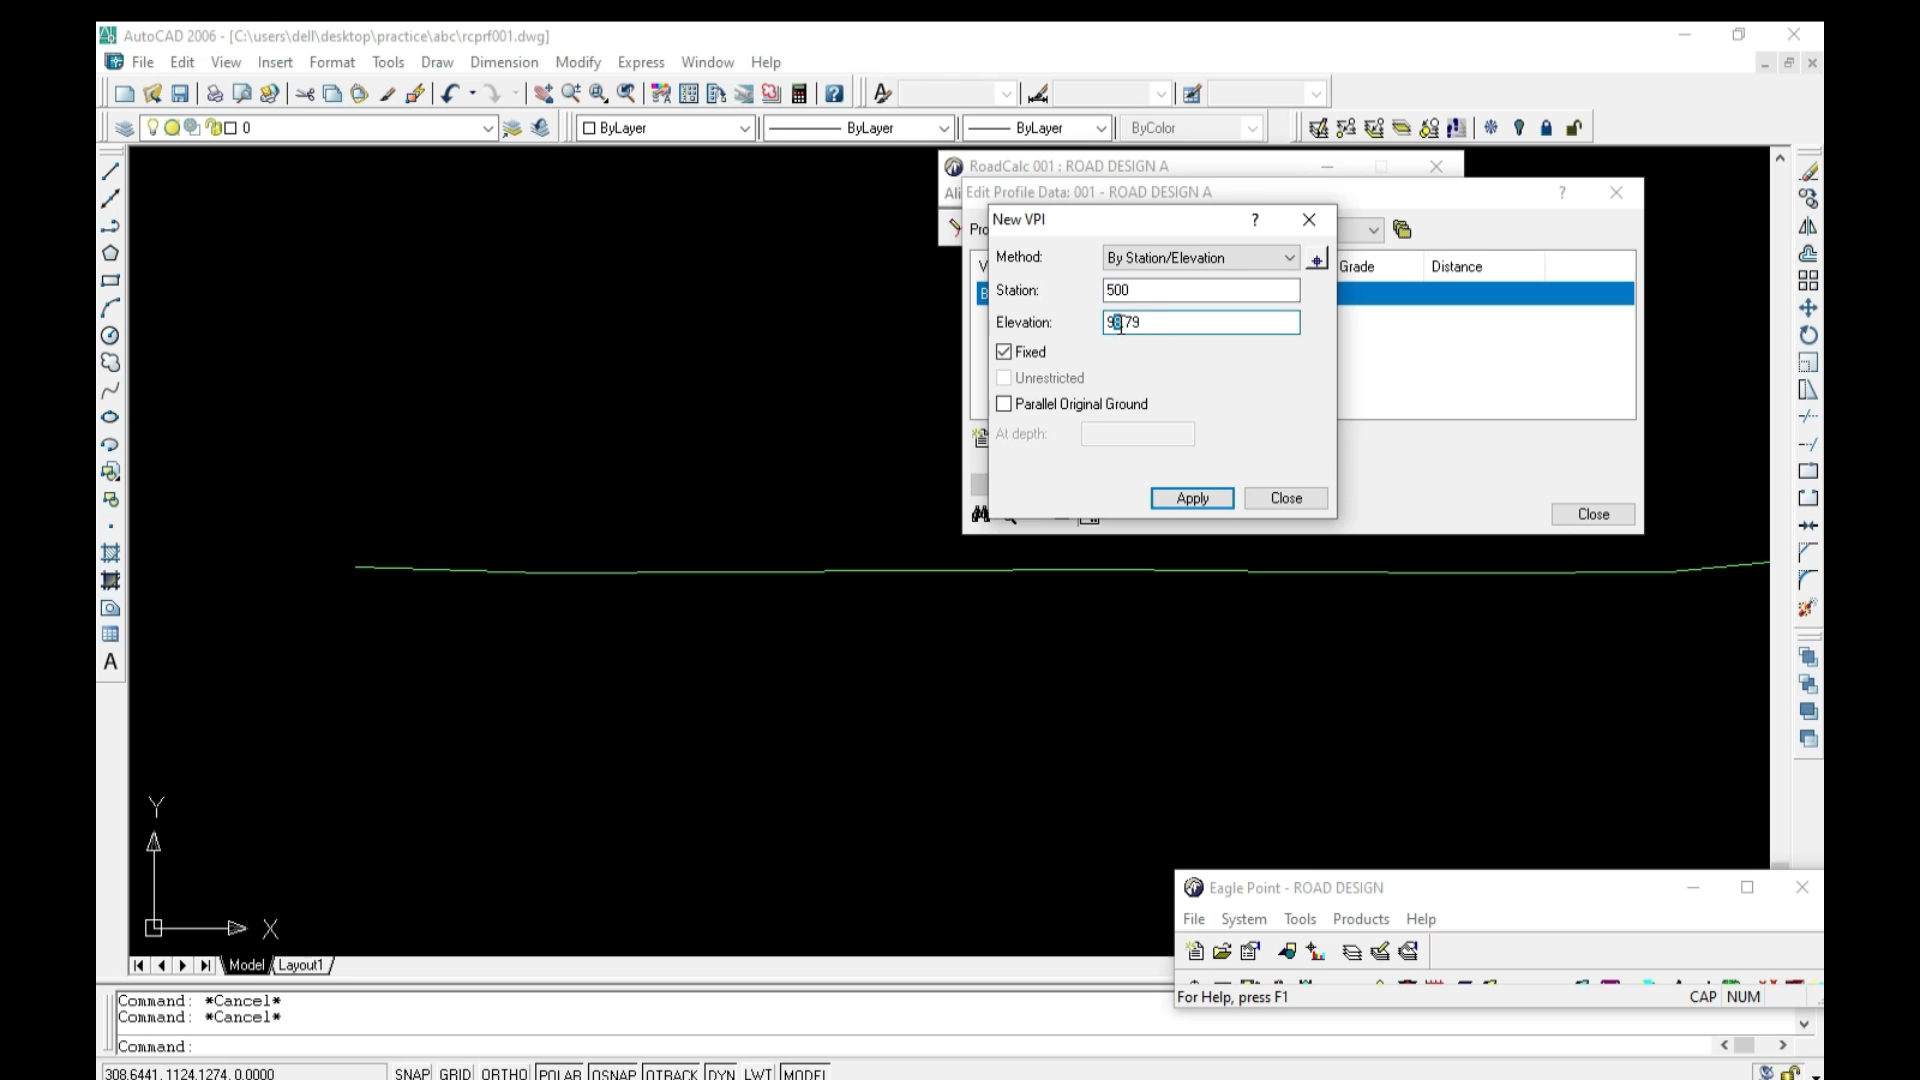 AutoCAD 2006 - [C:\users\dell\desktop\practice\abc\rcprf001.dwg]
File Edit View Insert Format Tools Draw Dimension Modify Express Window Help
0 ByLayer ByLayer ByLayer ByColor
RoadCalc 001 : ROAD DESIGN A
Edit Profile Data: 001 - ROAD DESIGN A
New VPI
Method: By Station/Elevation
Grade Distance
Station: 500
Elevation:
Fixed
Unrestricted
Parallel Original Ground
At depth:
Apply Close
Close
Y
X
Eagle Point - ROAD DESIGN
File System Tools Products Help
Model Layout1
For Help, press F1 CAP NUM
Command: *Cancel*
Command: *Cancel*
Command:
308.6441, 1124.1274, 0.0000 SNAP GRID ORTHO POLAR OSNAP OTRACK DYN LWT MODEL